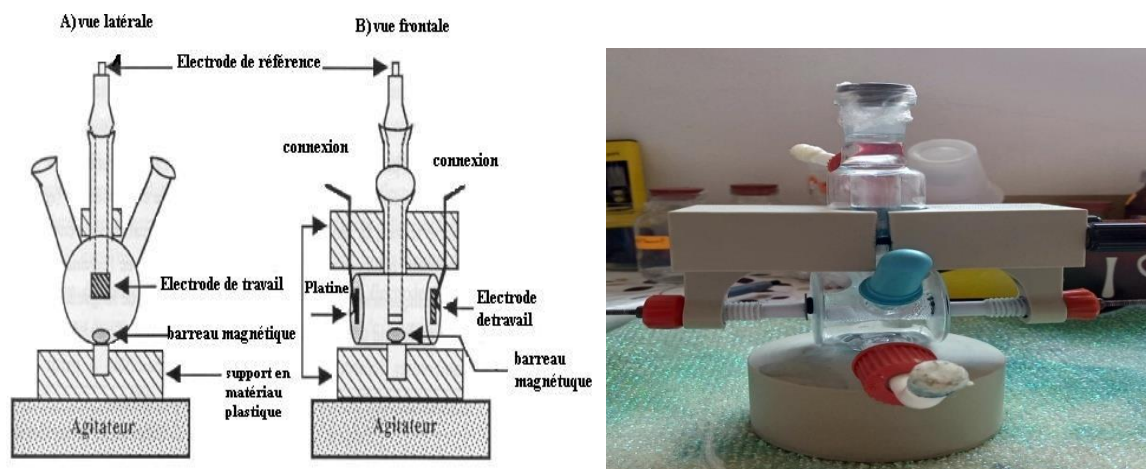 A) vue latérale
B) vue frontale
Electrode de référence
connexion
connexion
Electrode de travail
Platine
Electrode
detravail
barreau magnétique
barreau
magnétuque
support en
matériau
plastique
Agitateur
Agitateur